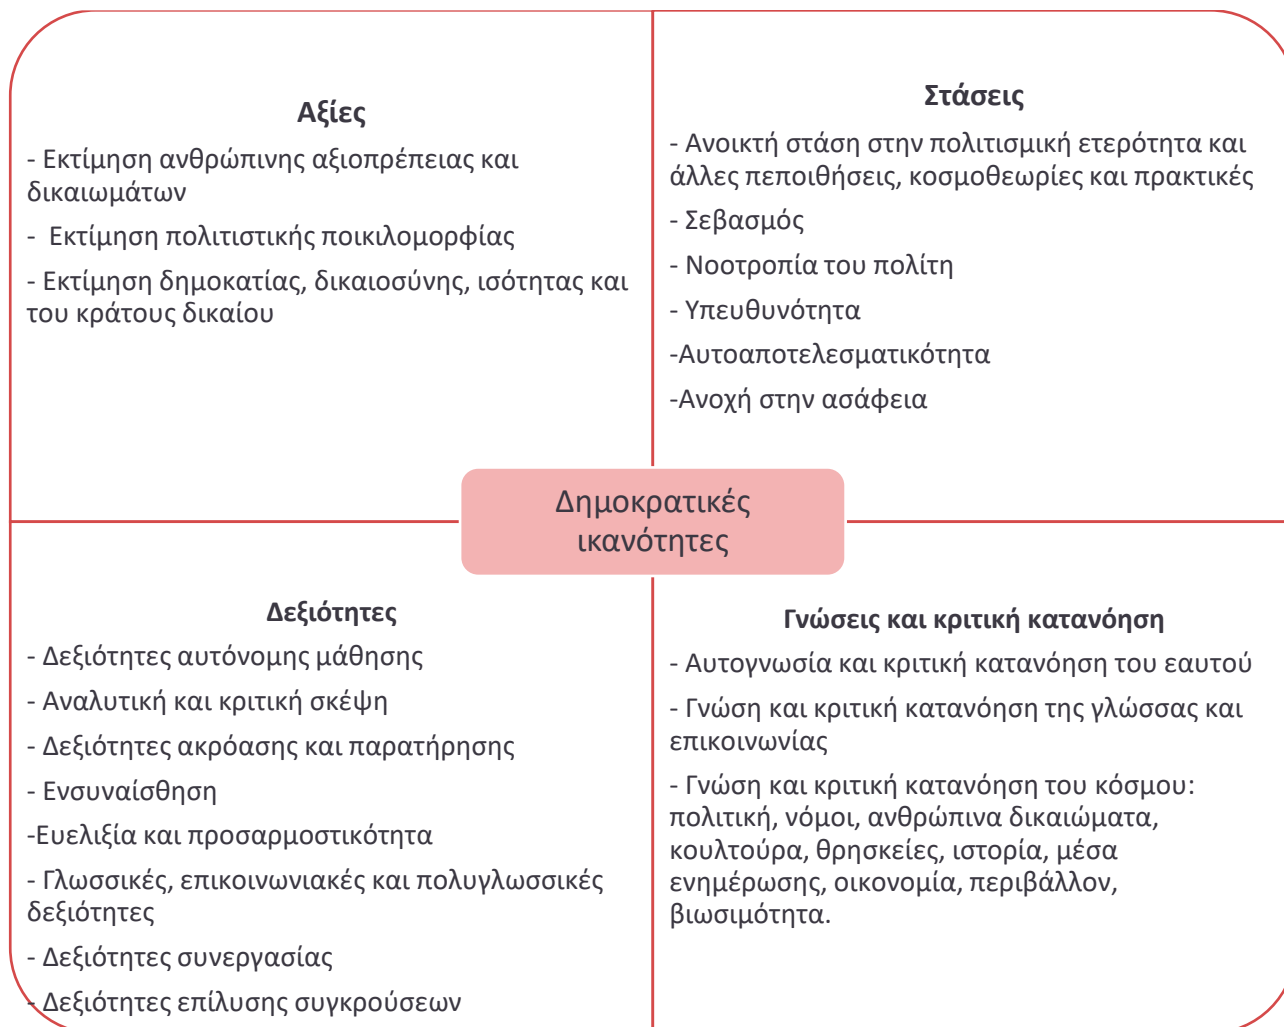 Αξίες
- Εκτίμηση ανθρώπινης αξιοπρέπειας και
δικαιωμάτων
-  Εκτίμηση πολιτιστικής ποικιλομορφίας
- Εκτίμηση δημοκατίας, δικαιοσύνης, ισότητας και
του κράτους δικαίου
Στάσεις
- Ανοικτή στάση στην πολιτισμική ετερότητα και
άλλες πεποιθήσεις, κοσμοθεωρίες και πρακτικές
- Σεβασμός
- Νοοτροπία του πολίτη
- Υπευθυνότητα
-Αυτοαποτελεσματικότητα
-Ανοχή στην ασάφεια
Δημοκρατικές
ικανότητες
Δεξιότητες
- Δεξιότητες αυτόνομης μάθησης
- Αναλυτική και κριτική σκέψη
- Δεξιότητες ακρόασης και παρατήρησης
- Ενσυναίσθηση
-Ευελιξία και προσαρμοστικότητα
- Γλωσσικές, επικοινωνιακές και πολυγλωσσικές
δεξιότητες
- Δεξιότητες συνεργασίας
- Δεξιότητες επίλυσης συγκρούσεων
Γνώσεις και κριτική κατανόηση
- Αυτογνωσία και κριτική κατανόηση του εαυτού
- Γνώση και κριτική κατανόηση της γλώσσας και
επικοινωνίας
- Γνώση και κριτική κατανόηση του κόσμου:
πολιτική, νόμοι, ανθρώπινα δικαιώματα,
κουλτούρα, θρησκείες, ιστορία, μέσα
ενημέρωσης, οικονομία, περιβάλλον,
βιωσιμότητα.